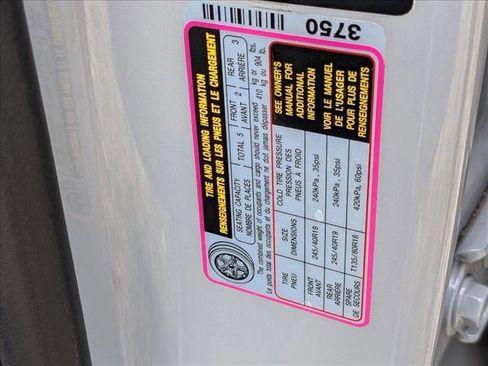 3750
TIRE AND LOADING INFORMATION
RENSEIGNEMENTS SUR LES PNEUS ET LE CHARGEMENT
SEATING CAPACITY TOTAL 5 FRONT 2 REAR 3
NOMBRE DE PLACES AVANT ARRIÈRE
The combined weight of occupants and cargo should never exceed 410 kg or 904 lbs.
Le poids total des occupants et du chargement ne doit jamais dépasser 410 kg ou 904 lb.
TIRE SIZE COLD TIRE PRESSURE
PNEU DIMENSIONS PRESSION DES PNEUS À FROID
FRONT 245/40R19 240kPa, 35psi
AVANT
REAR 245/40R19 240kPa, 35psi
ARRIÈRE
SPARE T135/80R18 420kPa, 60psi
DE SECOURS
SEE OWNER'S
MANUAL FOR
ADDITIONAL
INFORMATION
VOIR LE MANUEL
DE L'USAGER
POUR PLUS DE
RENSEIGNEMENTS